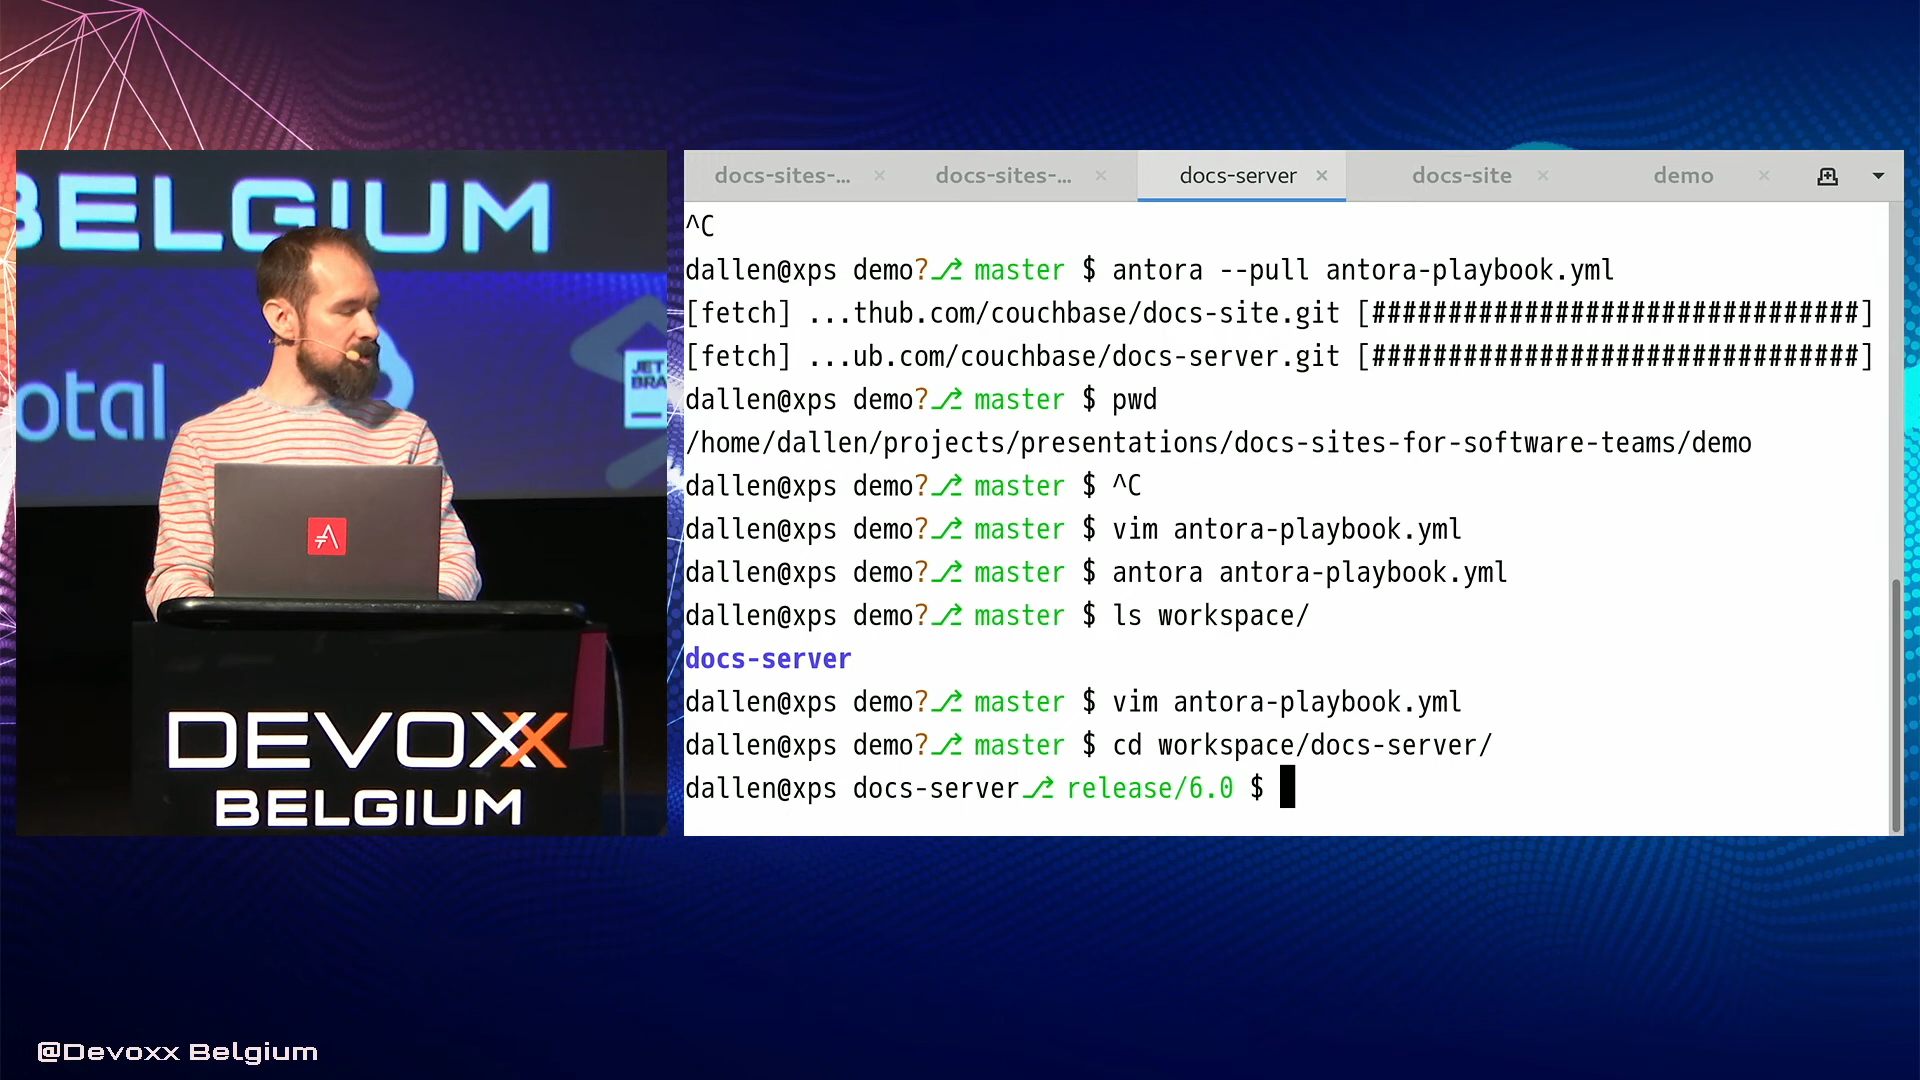 BELGIUM
otal
JET
BRA
DEVOXX
BELGIUM
docs-sites-... × docs-sites-... × docs-server × docs-site × demo ×
^C
dallen@xps demo?⎇ master $ antora --pull antora-playbook.yml
[fetch] ...thub.com/couchbase/docs-site.git [################################]
[fetch] ...ub.com/couchbase/docs-server.git [################################]
dallen@xps demo?⎇ master $ pwd
/home/dallen/projects/presentations/docs-sites-for-software-teams/demo
dallen@xps demo?⎇ master $ ^C
dallen@xps demo?⎇ master $ vim antora-playbook.yml
dallen@xps demo?⎇ master $ antora antora-playbook.yml
dallen@xps demo?⎇ master $ ls workspace/
docs-server
dallen@xps demo?⎇ master $ vim antora-playbook.yml
dallen@xps demo?⎇ master $ cd workspace/docs-server/
dallen@xps docs-server⎇ release/6.0 $
@Devoxx Belgium